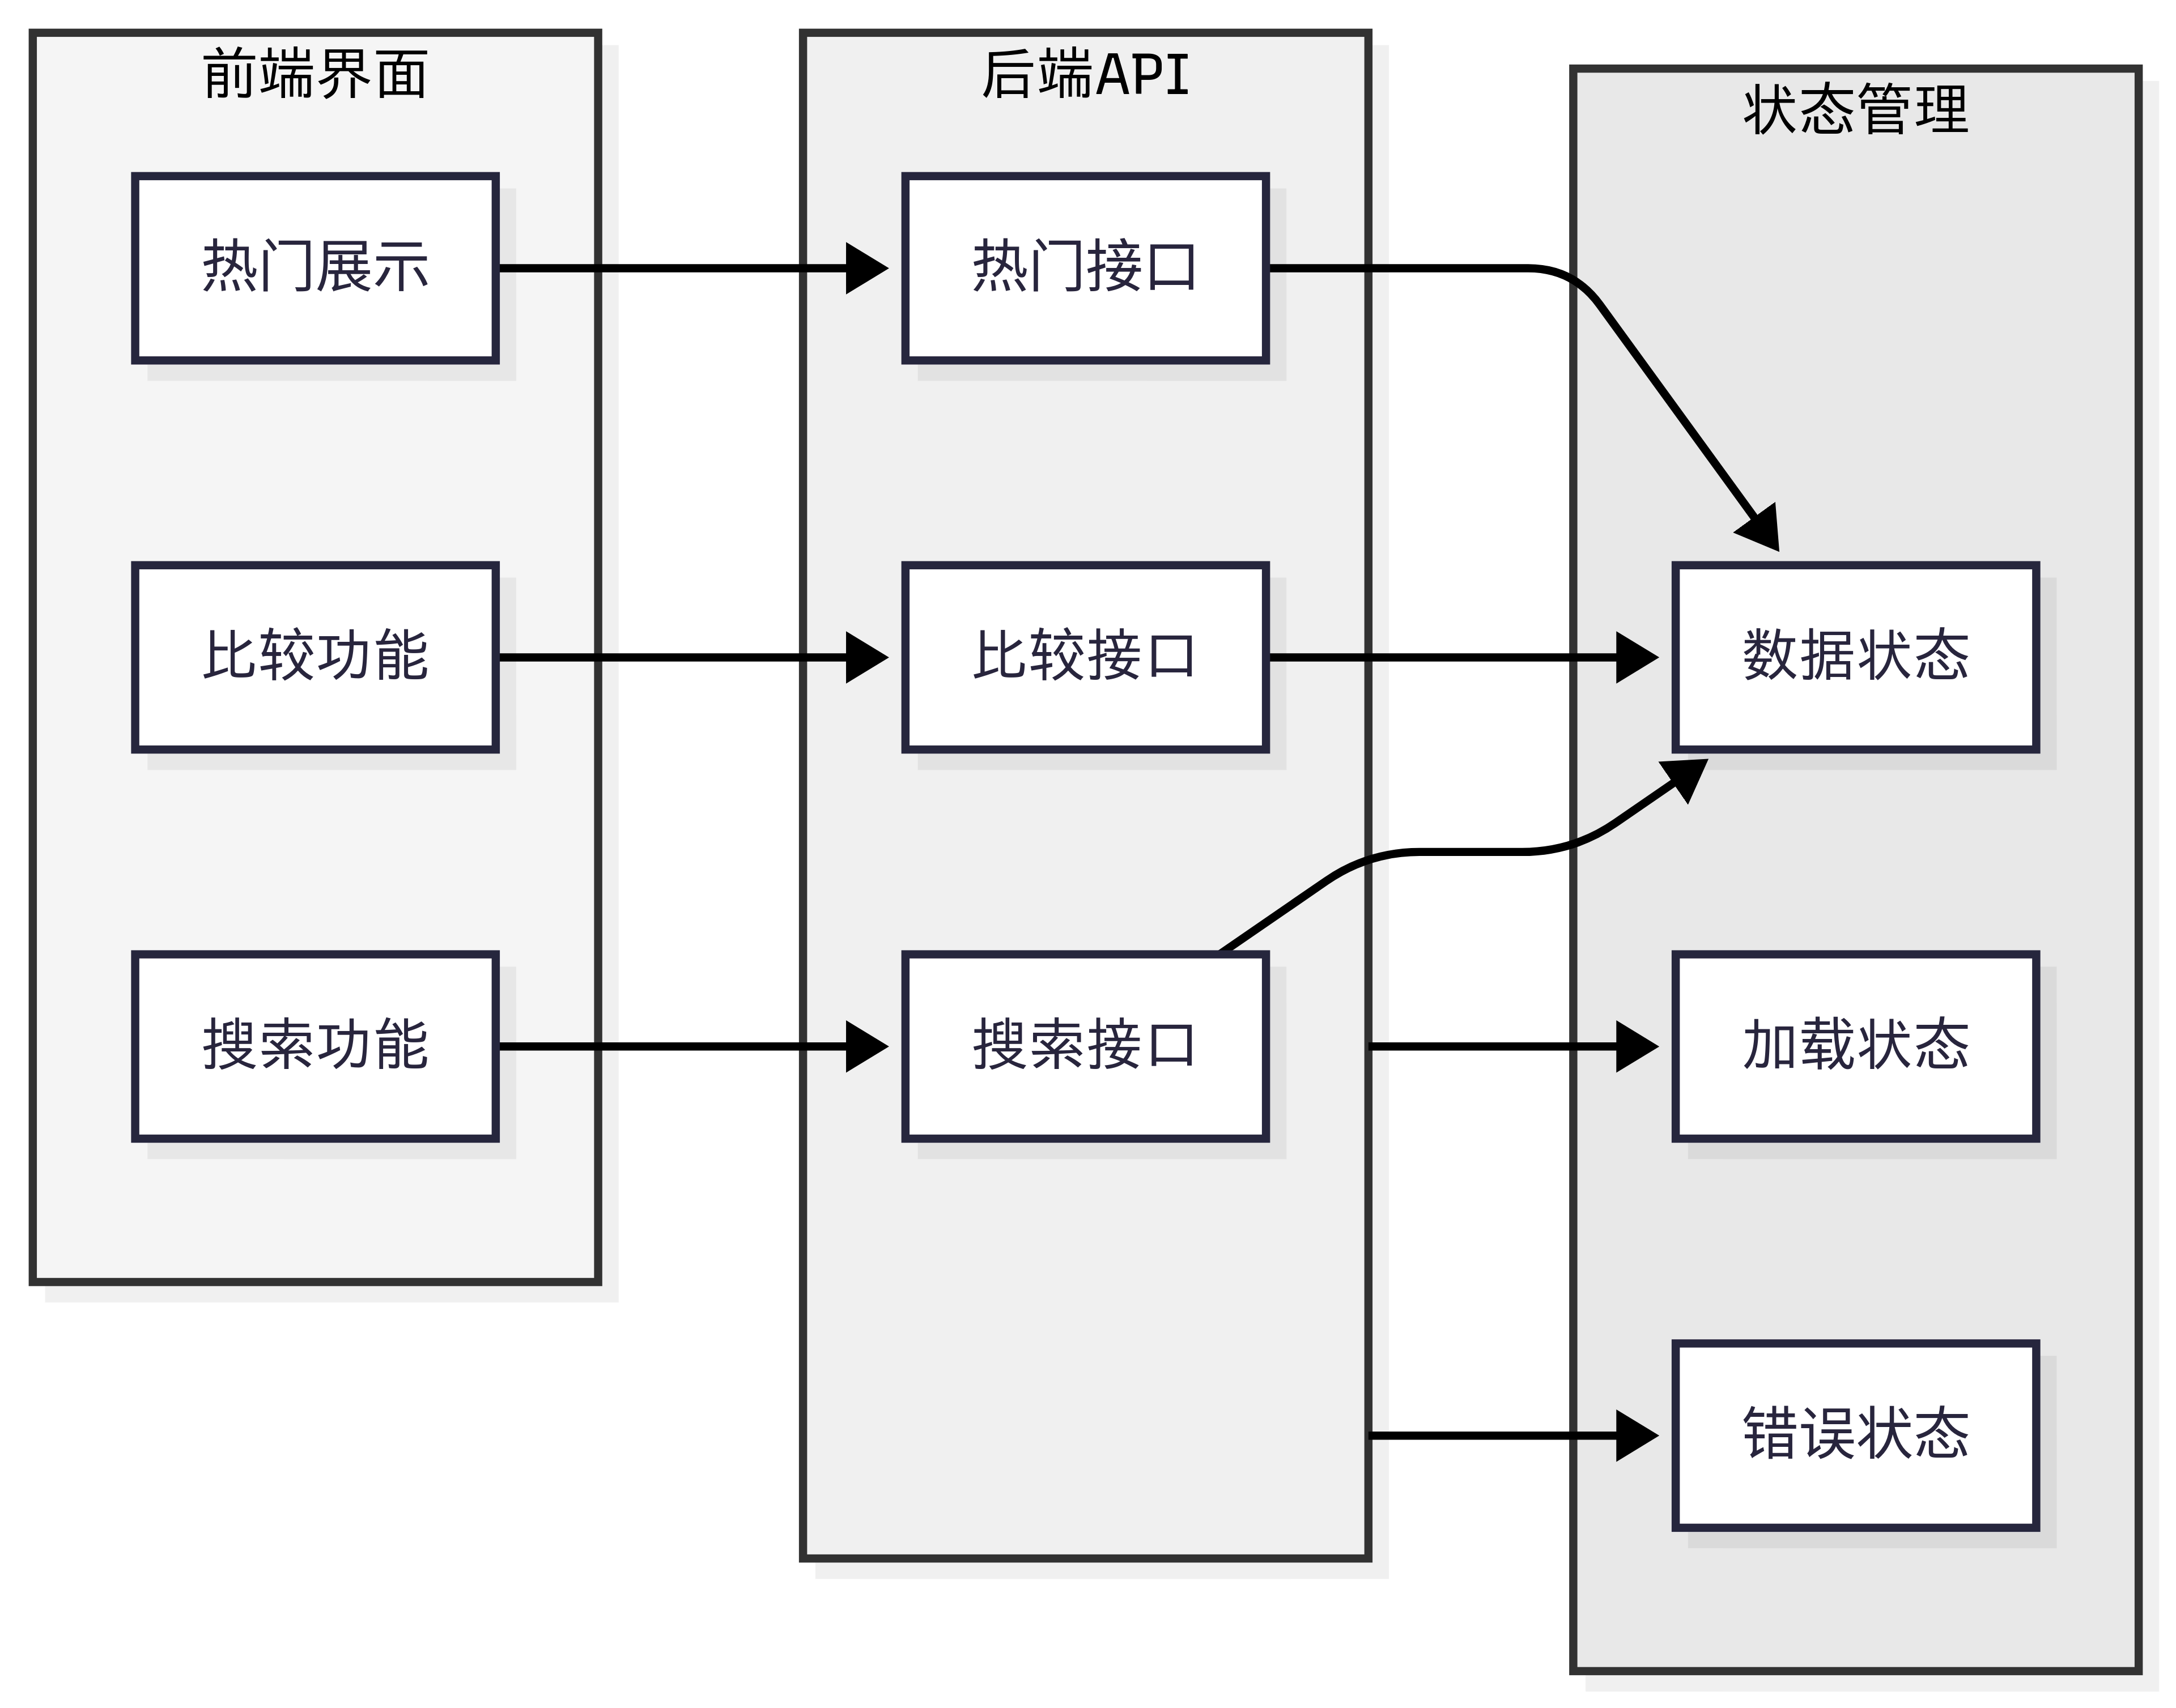 前端界面
热门展示
比较功能
搜索功能
后端API
热门接口
比较接口
搜索接口
状态管理
数据状态
加载状态
错误状态